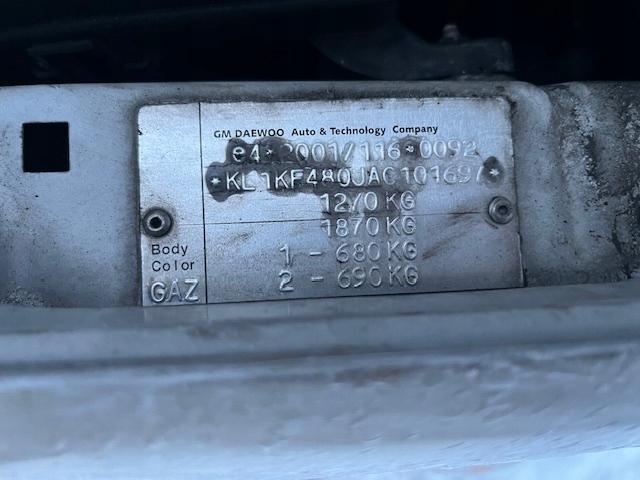 GM DAEWOO Auto & Technology Company
e4*2001/116*0092
*KL1KF480JAC101697*
1270 KG
1870 KG
1 - 680 KG
2 - 690 KG
Body
Color
GAZ